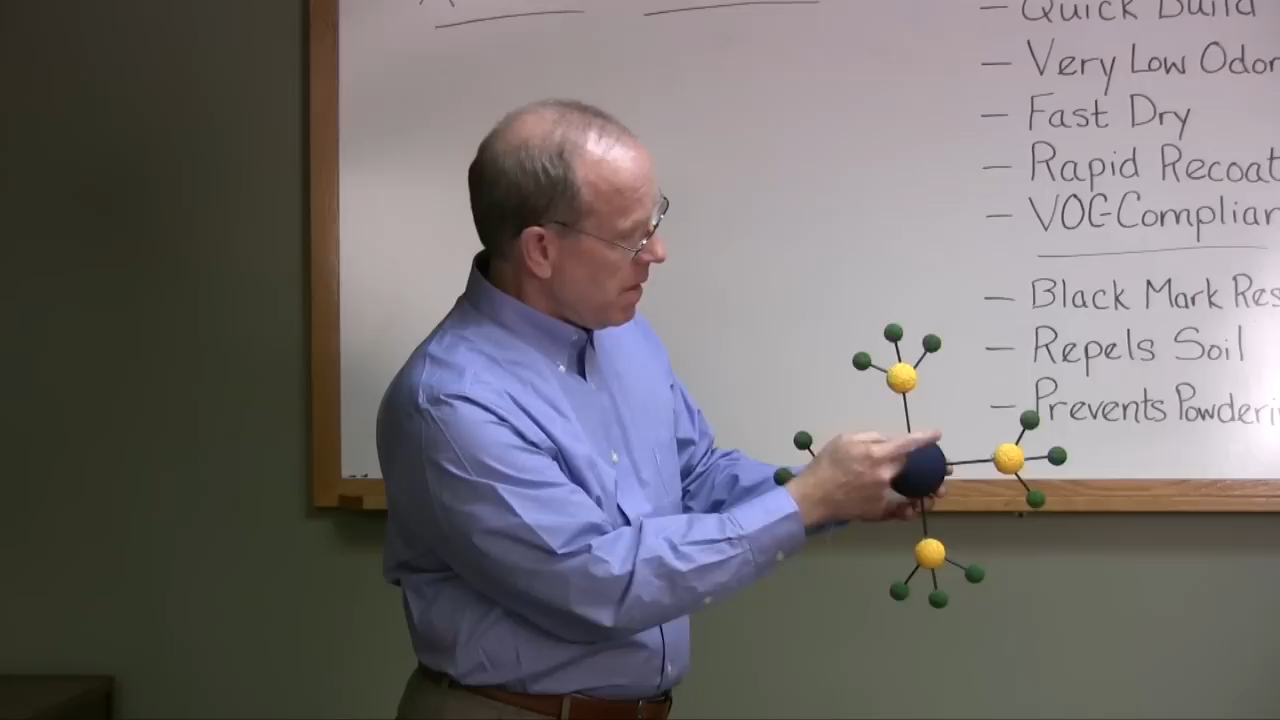 — Quick Build
— Very Low Odor
— Fast Dry
— Rapid Recoat
— VOC-Complian
— Black Mark Res
— Repels Soil
— Prevents Powderi